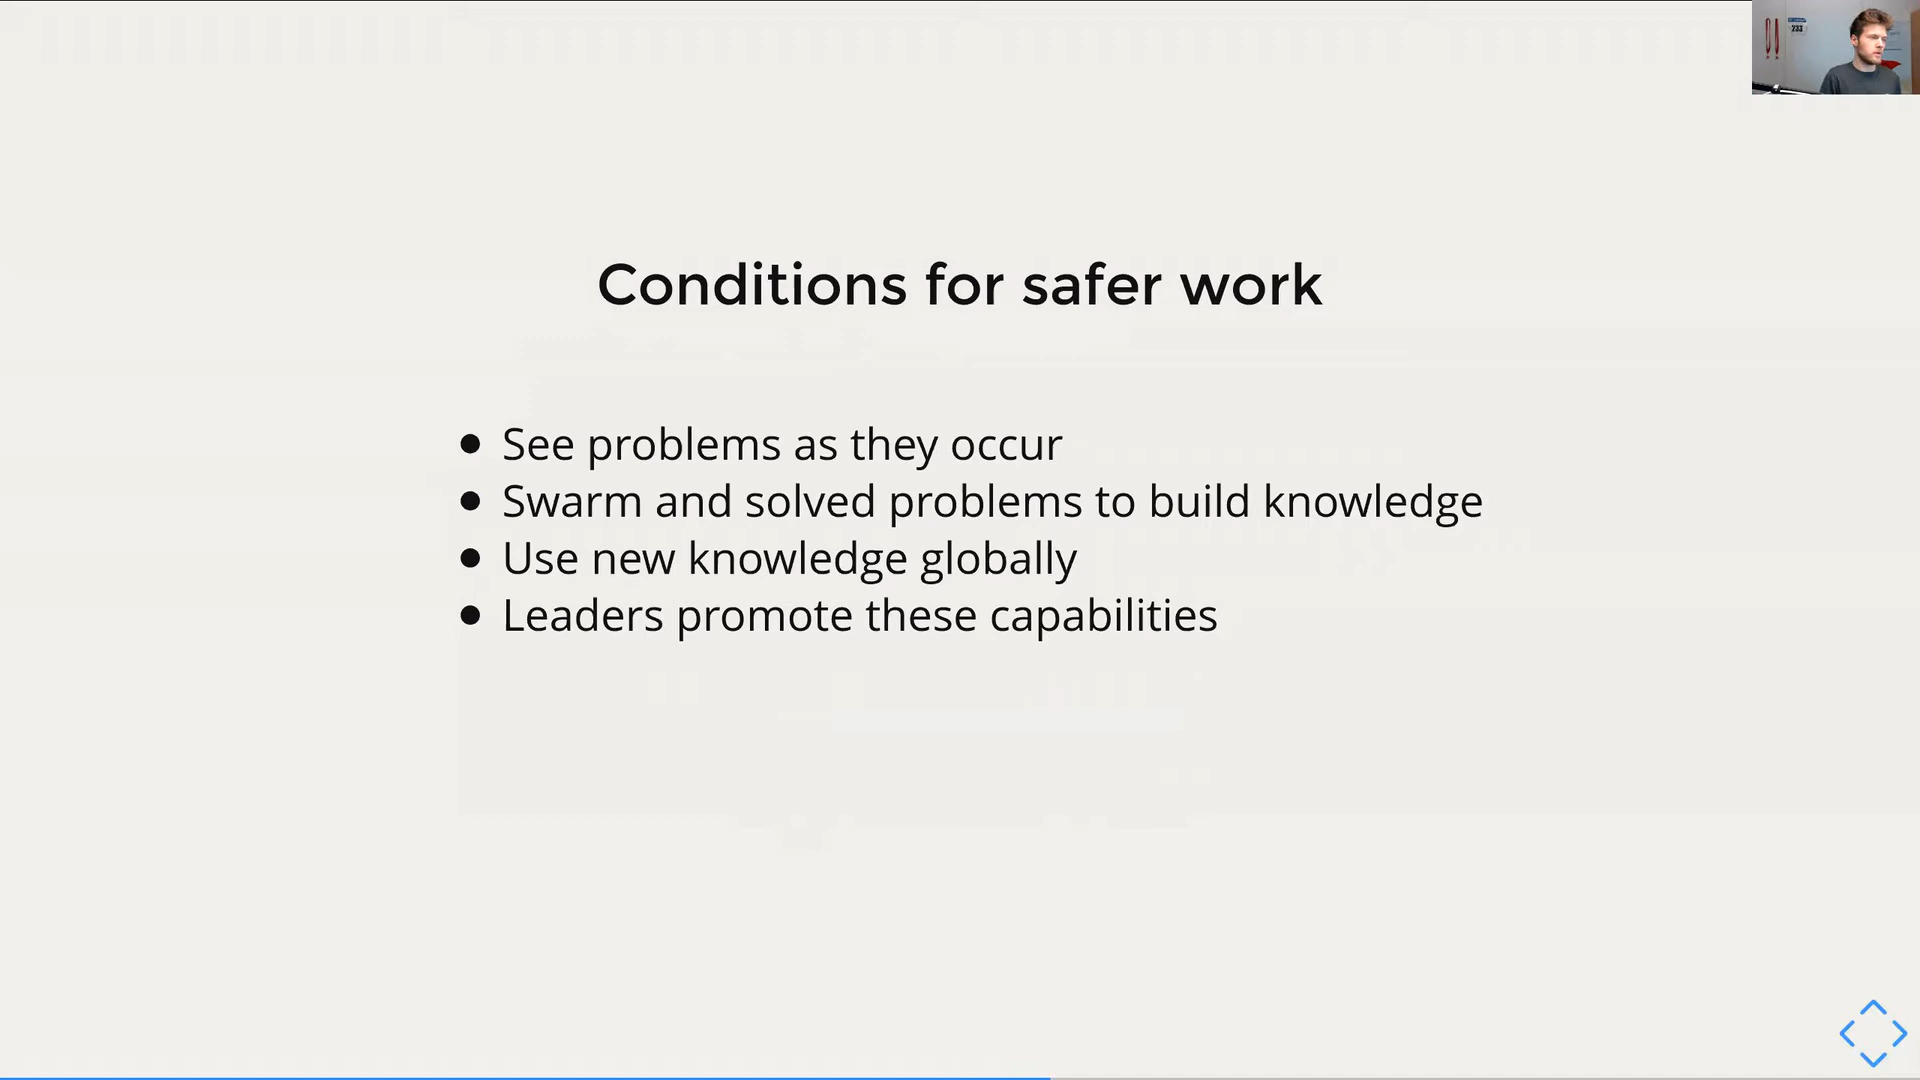 233
Conditions for safer work
See problems as they occur
Swarm and solved problems to build knowledge
Use new knowledge globally
Leaders promote these capabilities